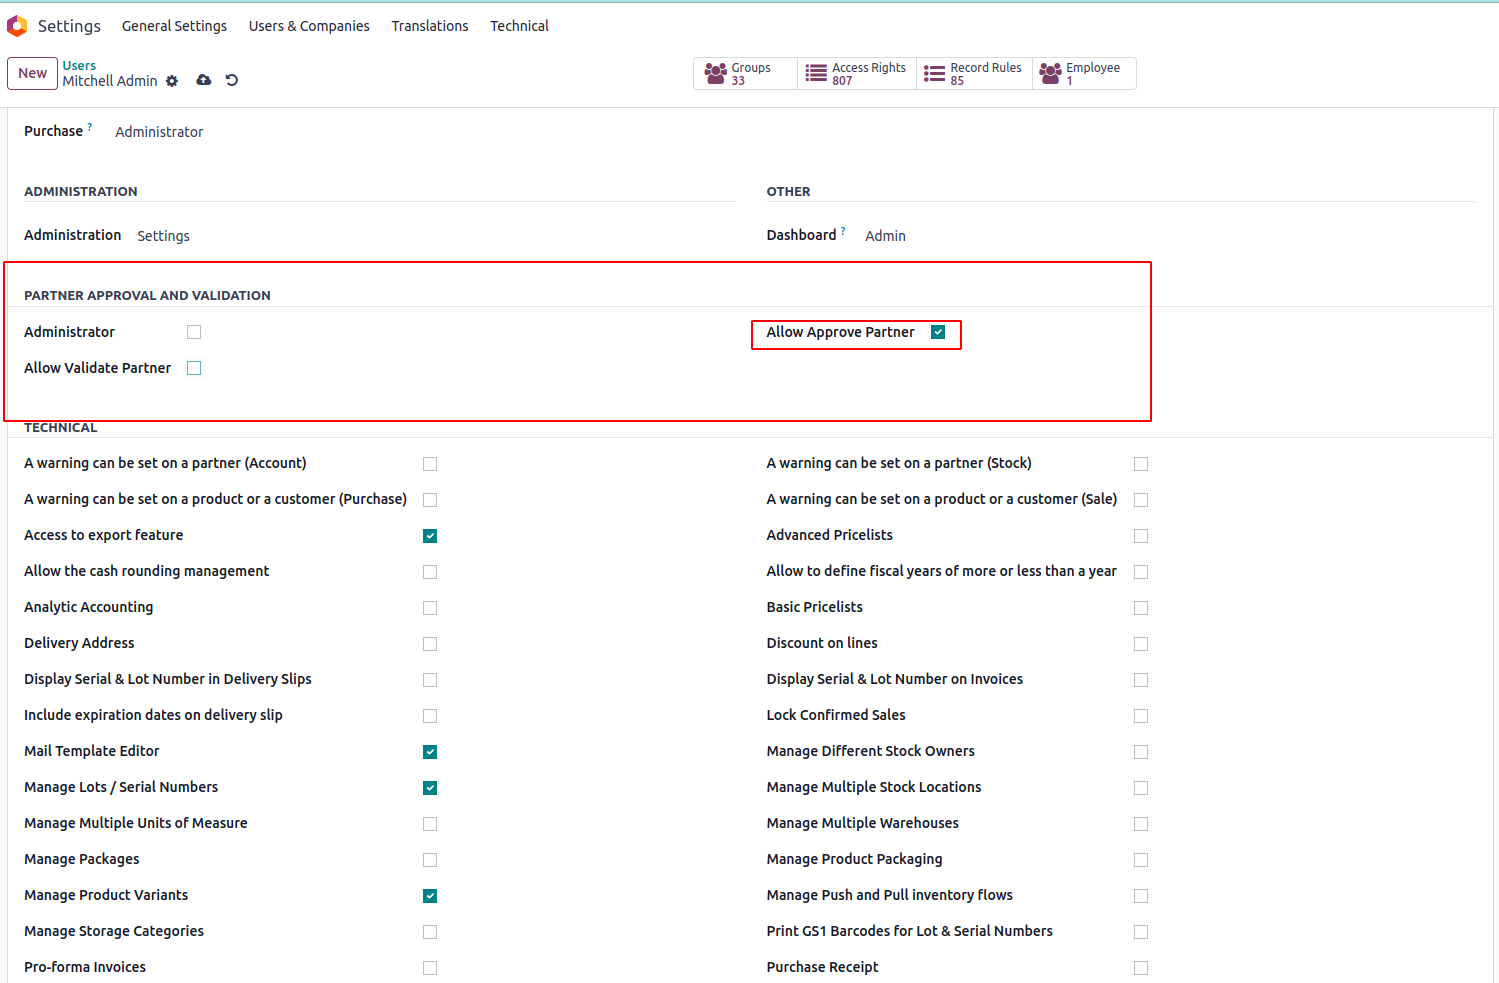 Settings General Settings Users & Companies Translations Technical
New
Users
Mitchell Admin
Groups
33
Access Rights
807
Record Rules
85
Employee
1
Purchase ? Administrator
ADMINISTRATION
OTHER
Administration Settings
Dashboard ? Admin
PARTNER APPROVAL AND VALIDATION
Administrator
Allow Approve Partner
Allow Validate Partner
TECHNICAL
A warning can be set on a partner (Account)
A warning can be set on a partner (Stock)
A warning can be set on a product or a customer (Purchase)
A warning can be set on a product or a customer (Sale)
Access to export feature
Advanced Pricelists
Allow the cash rounding management
Allow to define fiscal years of more or less than a year
Analytic Accounting
Basic Pricelists
Delivery Address
Discount on lines
Display Serial & Lot Number in Delivery Slips
Display Serial & Lot Number on Invoices
Include expiration dates on delivery slip
Lock Confirmed Sales
Mail Template Editor
Manage Different Stock Owners
Manage Lots / Serial Numbers
Manage Multiple Stock Locations
Manage Multiple Units of Measure
Manage Multiple Warehouses
Manage Packages
Manage Product Packaging
Manage Product Variants
Manage Push and Pull inventory flows
Manage Storage Categories
Print GS1 Barcodes for Lot & Serial Numbers
Pro-forma Invoices
Purchase Receipt